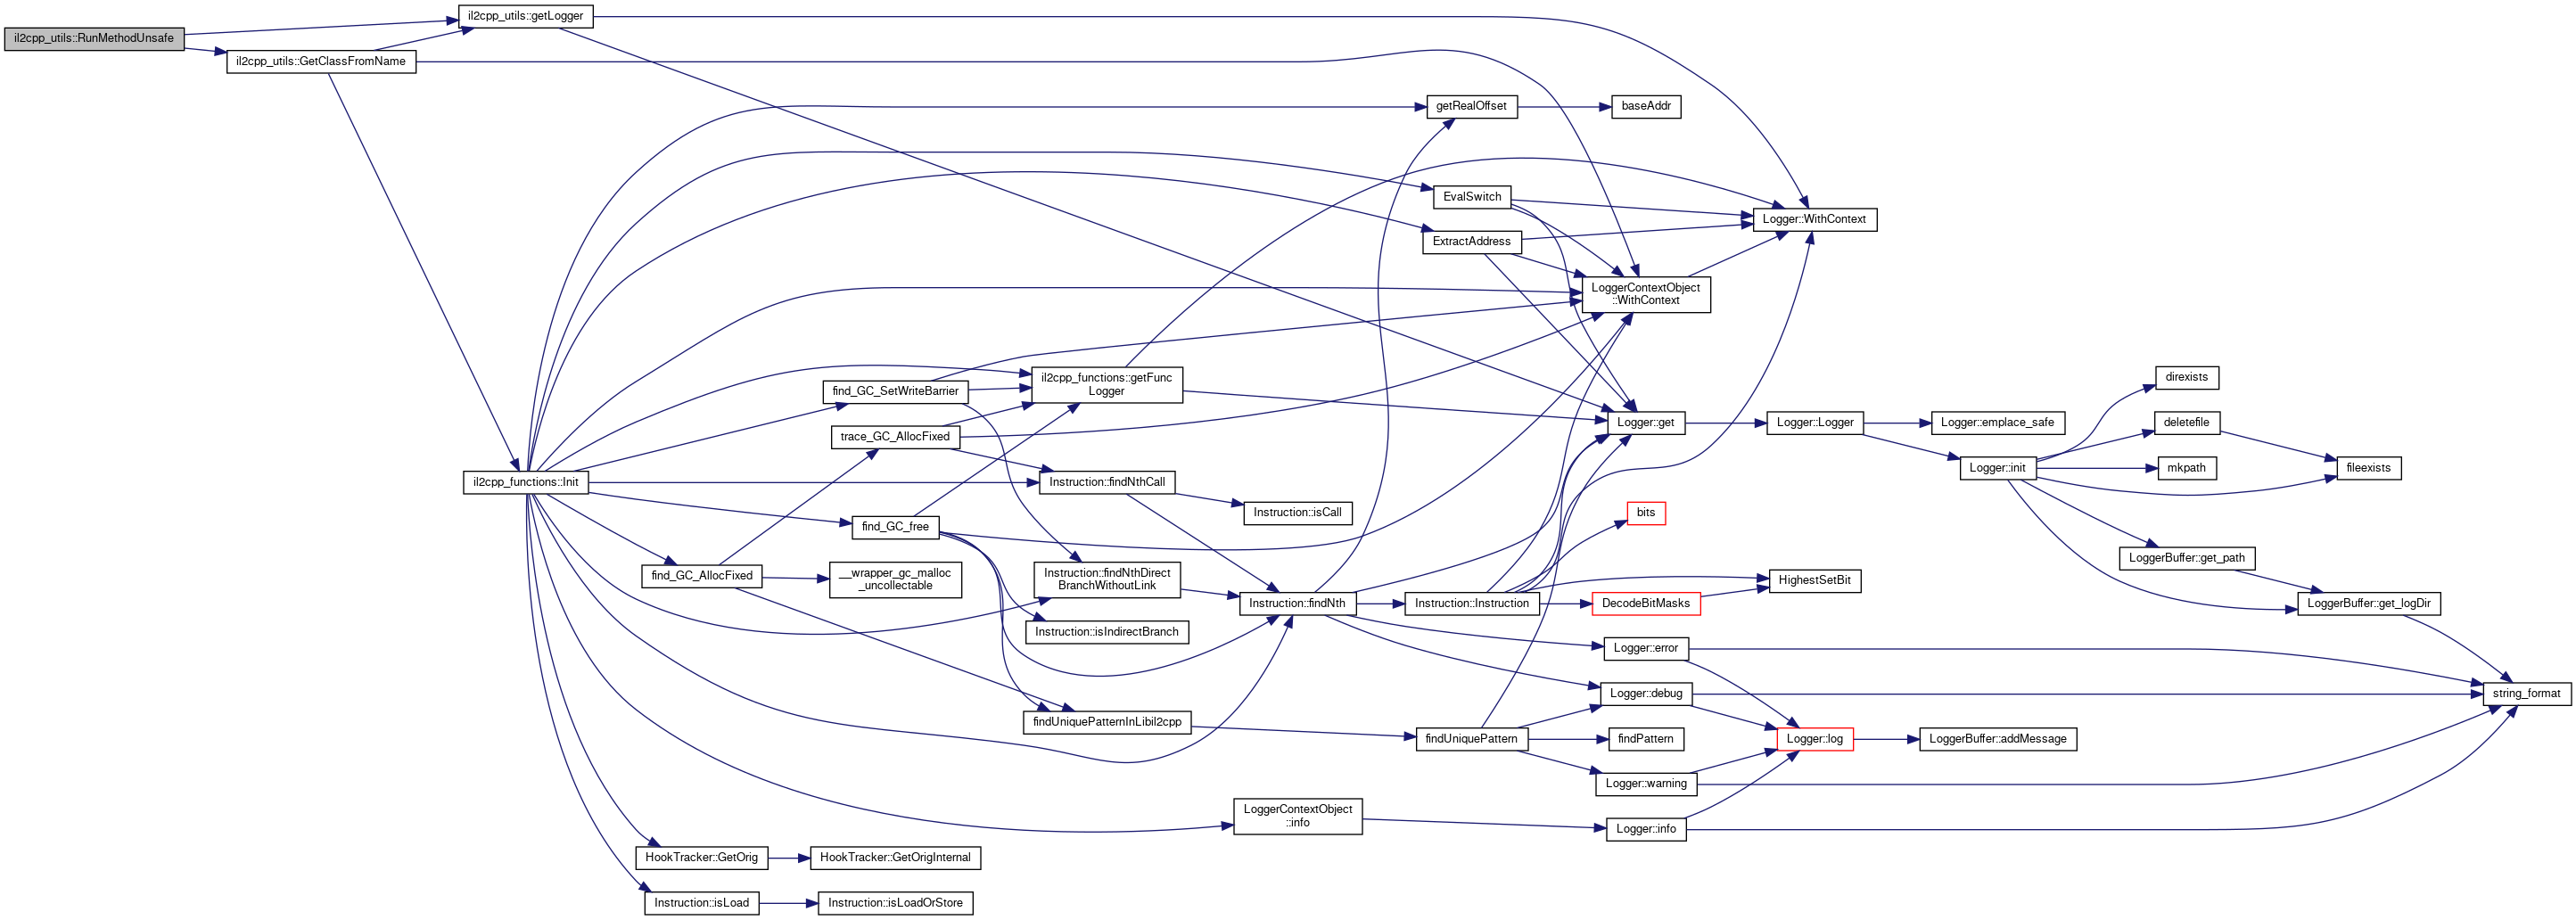 il2cpp_utils::RunMethodUnsafe
il2cpp_utils::getLogger
il2cpp_utils::GetClassFromName
il2cpp_functions::Init
getRealOffset
baseAddr
EvalSwitch
ExtractAddress
Logger::WithContext
LoggerContextObject
::WithContext
find_GC_SetWriteBarrier
il2cpp_functions::getFunc
Logger
trace_GC_AllocFixed
Logger::get
Logger::Logger
Logger::emplace_safe
Logger::init
direxists
deletefile
mkpath
fileexists
LoggerBuffer::get_path
LoggerBuffer::get_logDir
string_format
Instruction::findNthCall
Instruction::isCall
find_GC_free
find_GC_AllocFixed
__wrapper_gc_malloc
_uncollectable
Instruction::findNthDirect
BranchWithoutLink
Instruction::isIndirectBranch
Instruction::findNth
Instruction::Instruction
bits
DecodeBitMasks
HighestSetBit
Logger::error
Logger::debug
findUniquePatternInLibil2cpp
findUniquePattern
findPattern
Logger::warning
Logger::log
LoggerBuffer::addMessage
LoggerContextObject
::info
Logger::info
HookTracker::GetOrig
HookTracker::GetOrigInternal
Instruction::isLoad
Instruction::isLoadOrStore